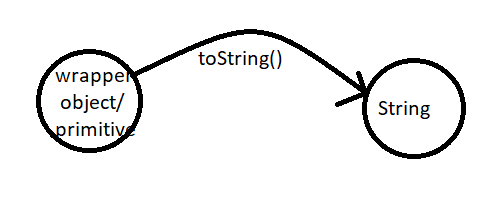 wrapper
object/
primitive
toString()
String